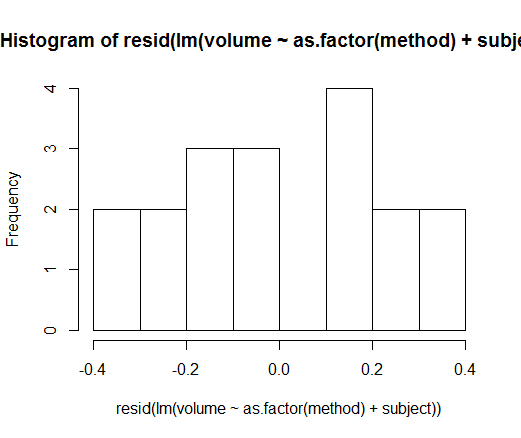 Histogram of resid(lm(volume ~ as.factor(method) + subje
Frequency
4
3
2
1
0
-0.4 -0.2 0.0 0.2 0.4
resid(lm(volume ~ as.factor(method) + subject))